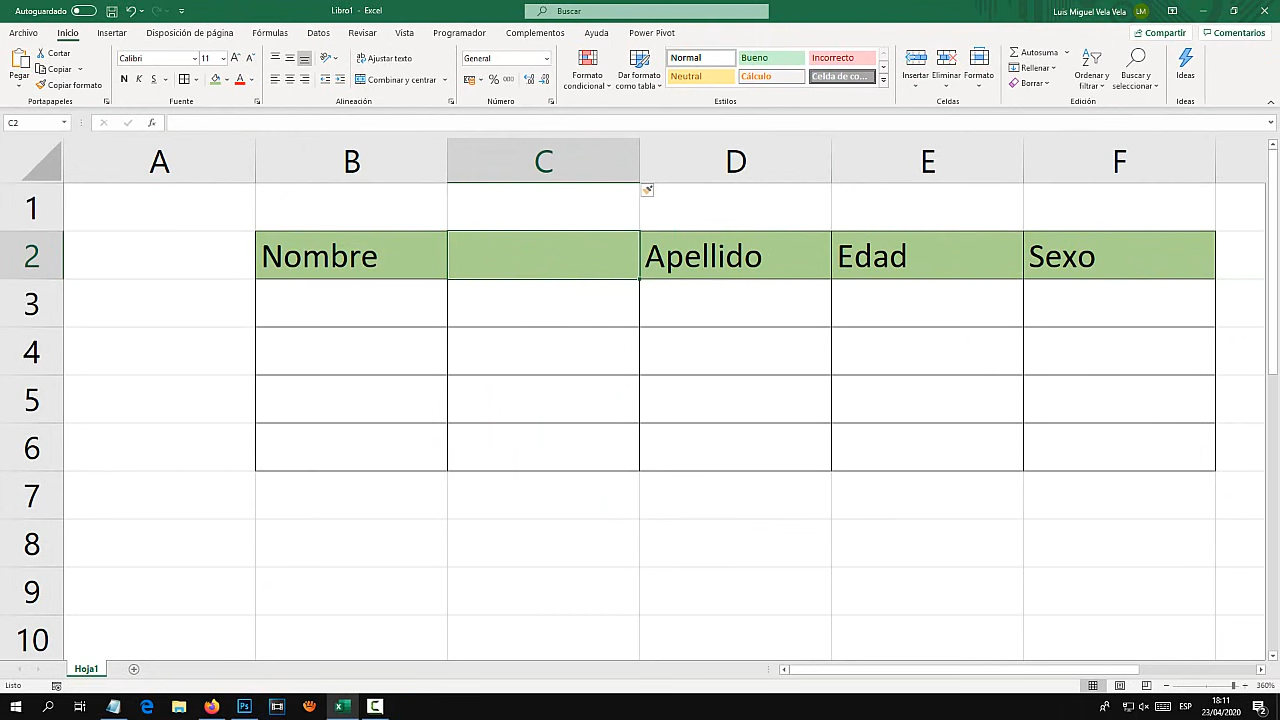 Autoguardado
Libro1 - Excel
Buscar
Luis Miguel Vela Vela
LM
Archivo Inicio Insertar Disposición de página Fórmulas Datos Revisar Vista Programador Complementos Ayuda Power Pivot
Compartir
Comentarios
Pegar
Cortar
Copiar
Copiar formato
Portapapeles
Calibri
11
N K S
Fuente
Ajustar texto
Combinar y centrar
Alineación
General
% 000
Número
Formato condicional
Dar formato como tabla
Normal Bueno Incorrecto
Neutral Cálculo Celda de co...
Estilos
Insertar Eliminar Formato
Celdas
Autosuma
Rellenar
Borrar
Ordenar y filtrar
Buscar y seleccionar
Edición
Ideas
Ideas
C2
fx
A B C D E F
1
2 Nombre Apellido Edad Sexo
3
4
5
6
7
8
9
10
Hoja1
Listo
360%
ESP
18:11
23/04/2020
2